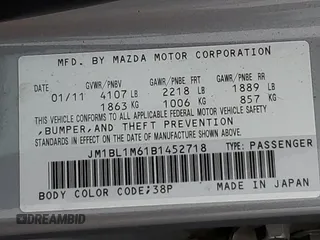 MFD. BY MAZDA MOTOR CORPORATION
GVWR/PNBV GAWR/PNBE FRT GAWR/PNBE RR
01/11 4107 LB 2218 LB 1889 LB
1863 KG 1006 KG 857 KG
THIS VEHICLE CONFORMS TO ALL APPLICABLE FEDERAL MOTOR VEHICLE SAFETY
,BUMPER,AND THEFT PREVENTION
STANDARDS IN EFFECT ON THE DATE OF MANUFACTURE SHOWN ABOVE.
JM1BL1M61B1452718 TYPE: PASSENGER
BODY COLOR CODE;38P MADE IN JAPAN
DREAMBID